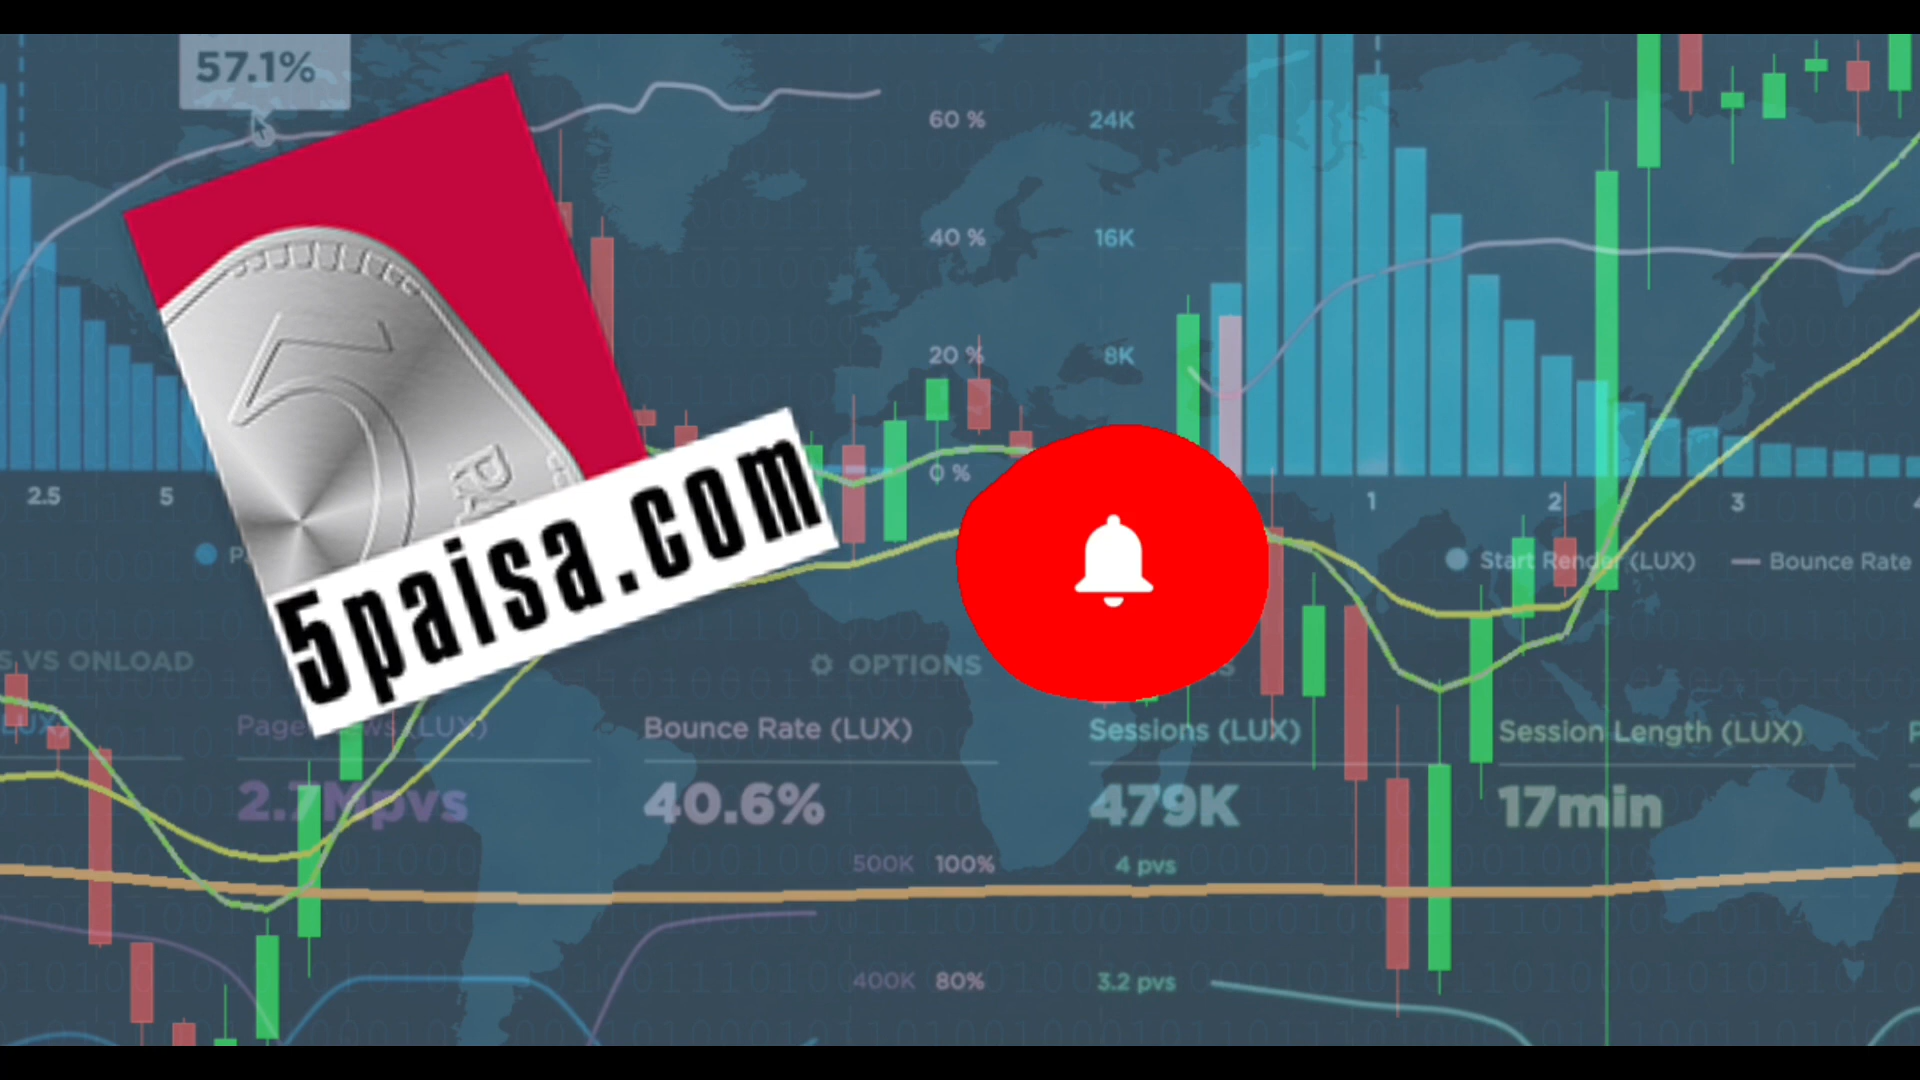 57.1%
60 %
24K
40 %
16K
20 %
8K
0 %
2.5
5
1
2
3
Start Render (LUX)
Bounce Rate
5paisa.com
VS ONLOAD
OPTIONS
(LUX)
Bounce Rate (LUX)
Sessions (LUX)
Session Length (LUX)
40.6%
479K
17min
500K
100%
4 pvs
400K
80%
3.2 pvs